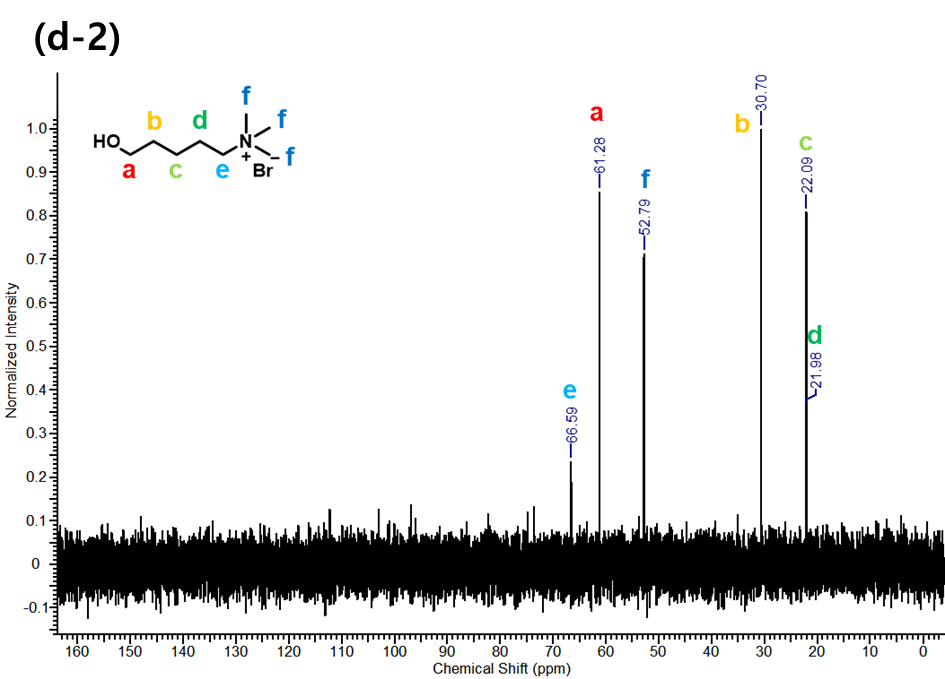 (d-2)
f
b
d
f
HO
N
+
f
−
Br
a
c
e
a
b
c
d
e
f
30.70
61.28
22.09
52.79
21.98
66.59
Normalized Intensity
1.0
0.9
0.8
0.7
0.6
0.5
0.4
0.3
0.2
0.1
0
-0.1
160 150 140 130 120 110 100 90 80 70 60 50 40 30 20 10 0
Chemical Shift (ppm)